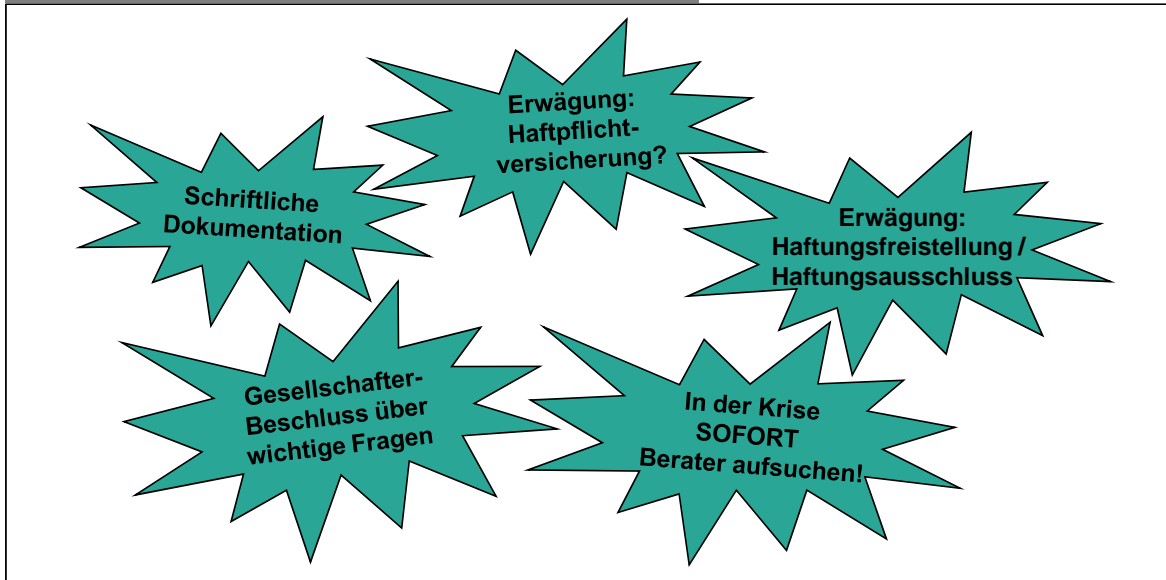 Erwägung:
Haftpflicht-
versicherung?
Schriftliche
Dokumentation
Erwägung:
Haftungsfreistellung /
Haftungsausschluss
Gesellschafter-
Beschluss über
wichtige Fragen
In der Krise
SOFORT
Berater aufsuchen!